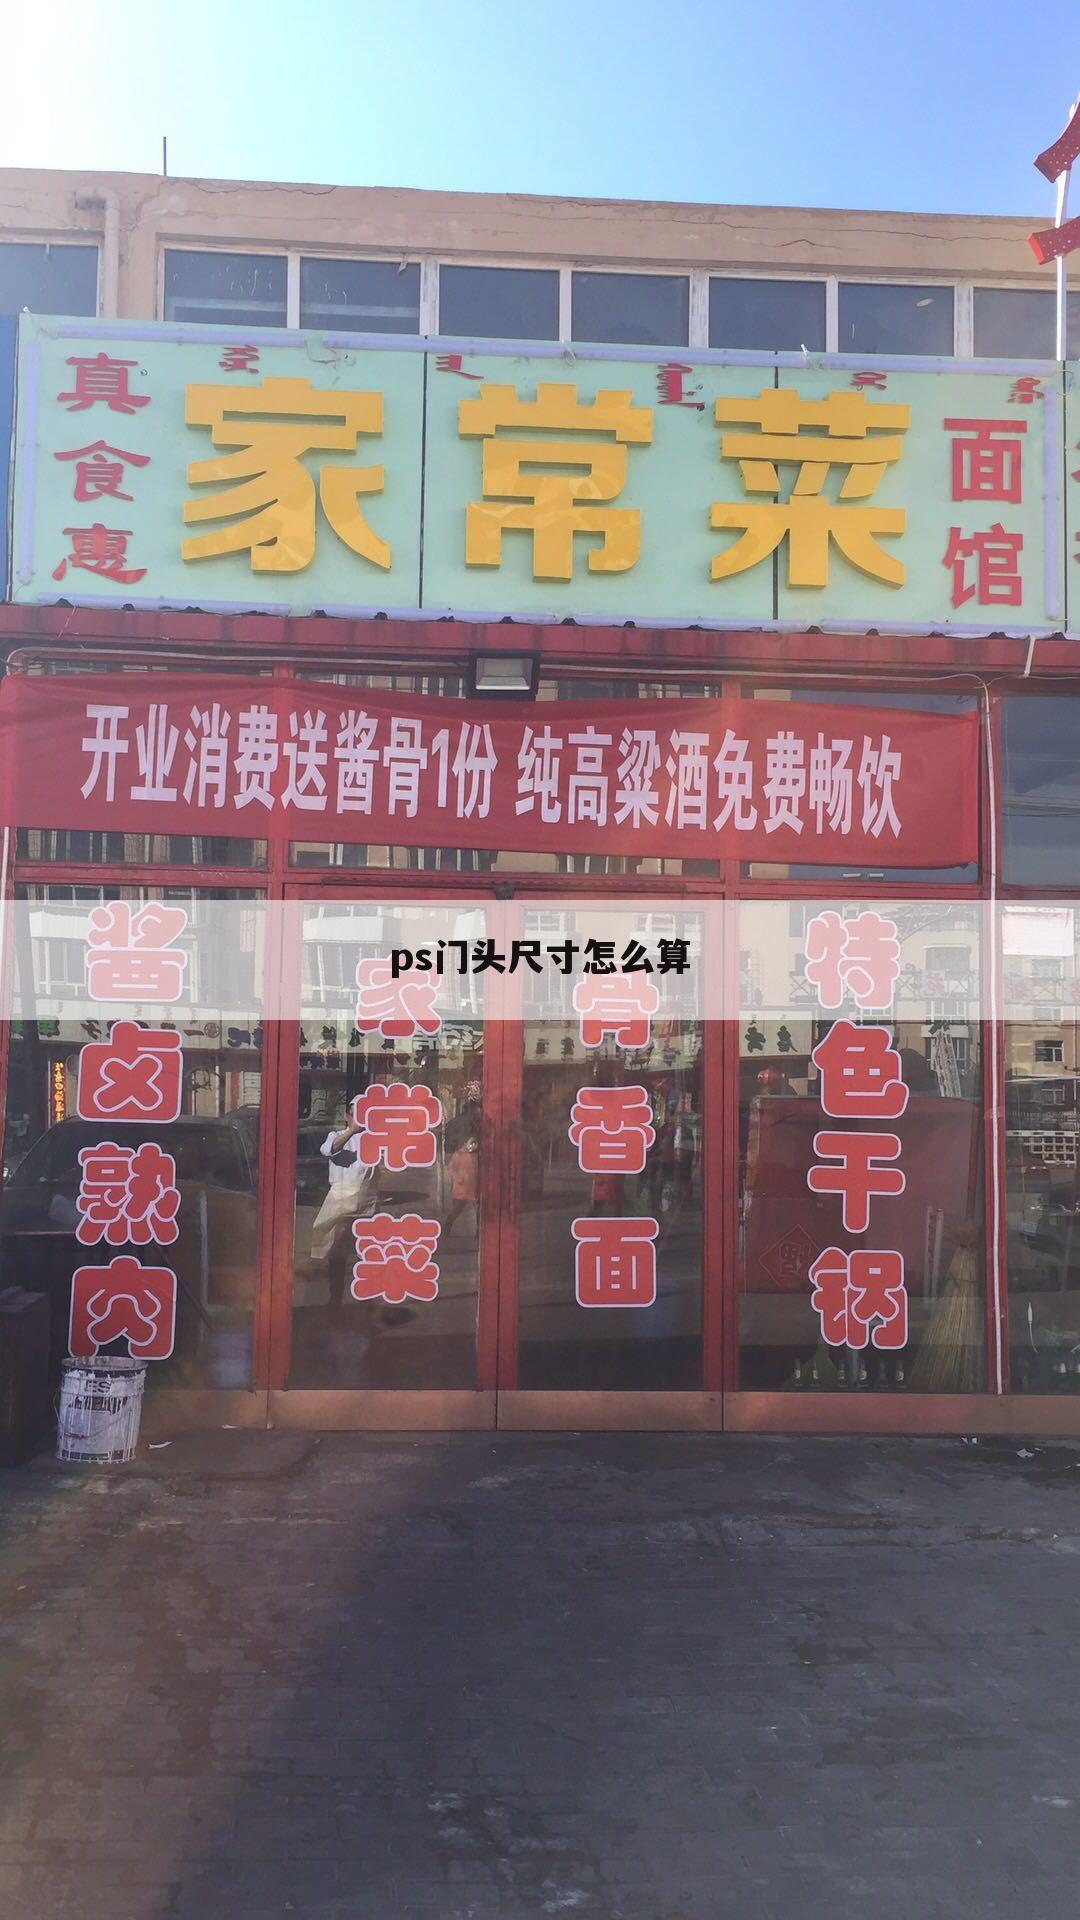 真食惠
家常菜
面馆
开业消费送酱骨1份 纯高粱酒免费畅饮
psi门头尺寸怎么算
酱卤熟肉
家常菜
骨香面
特色干锅